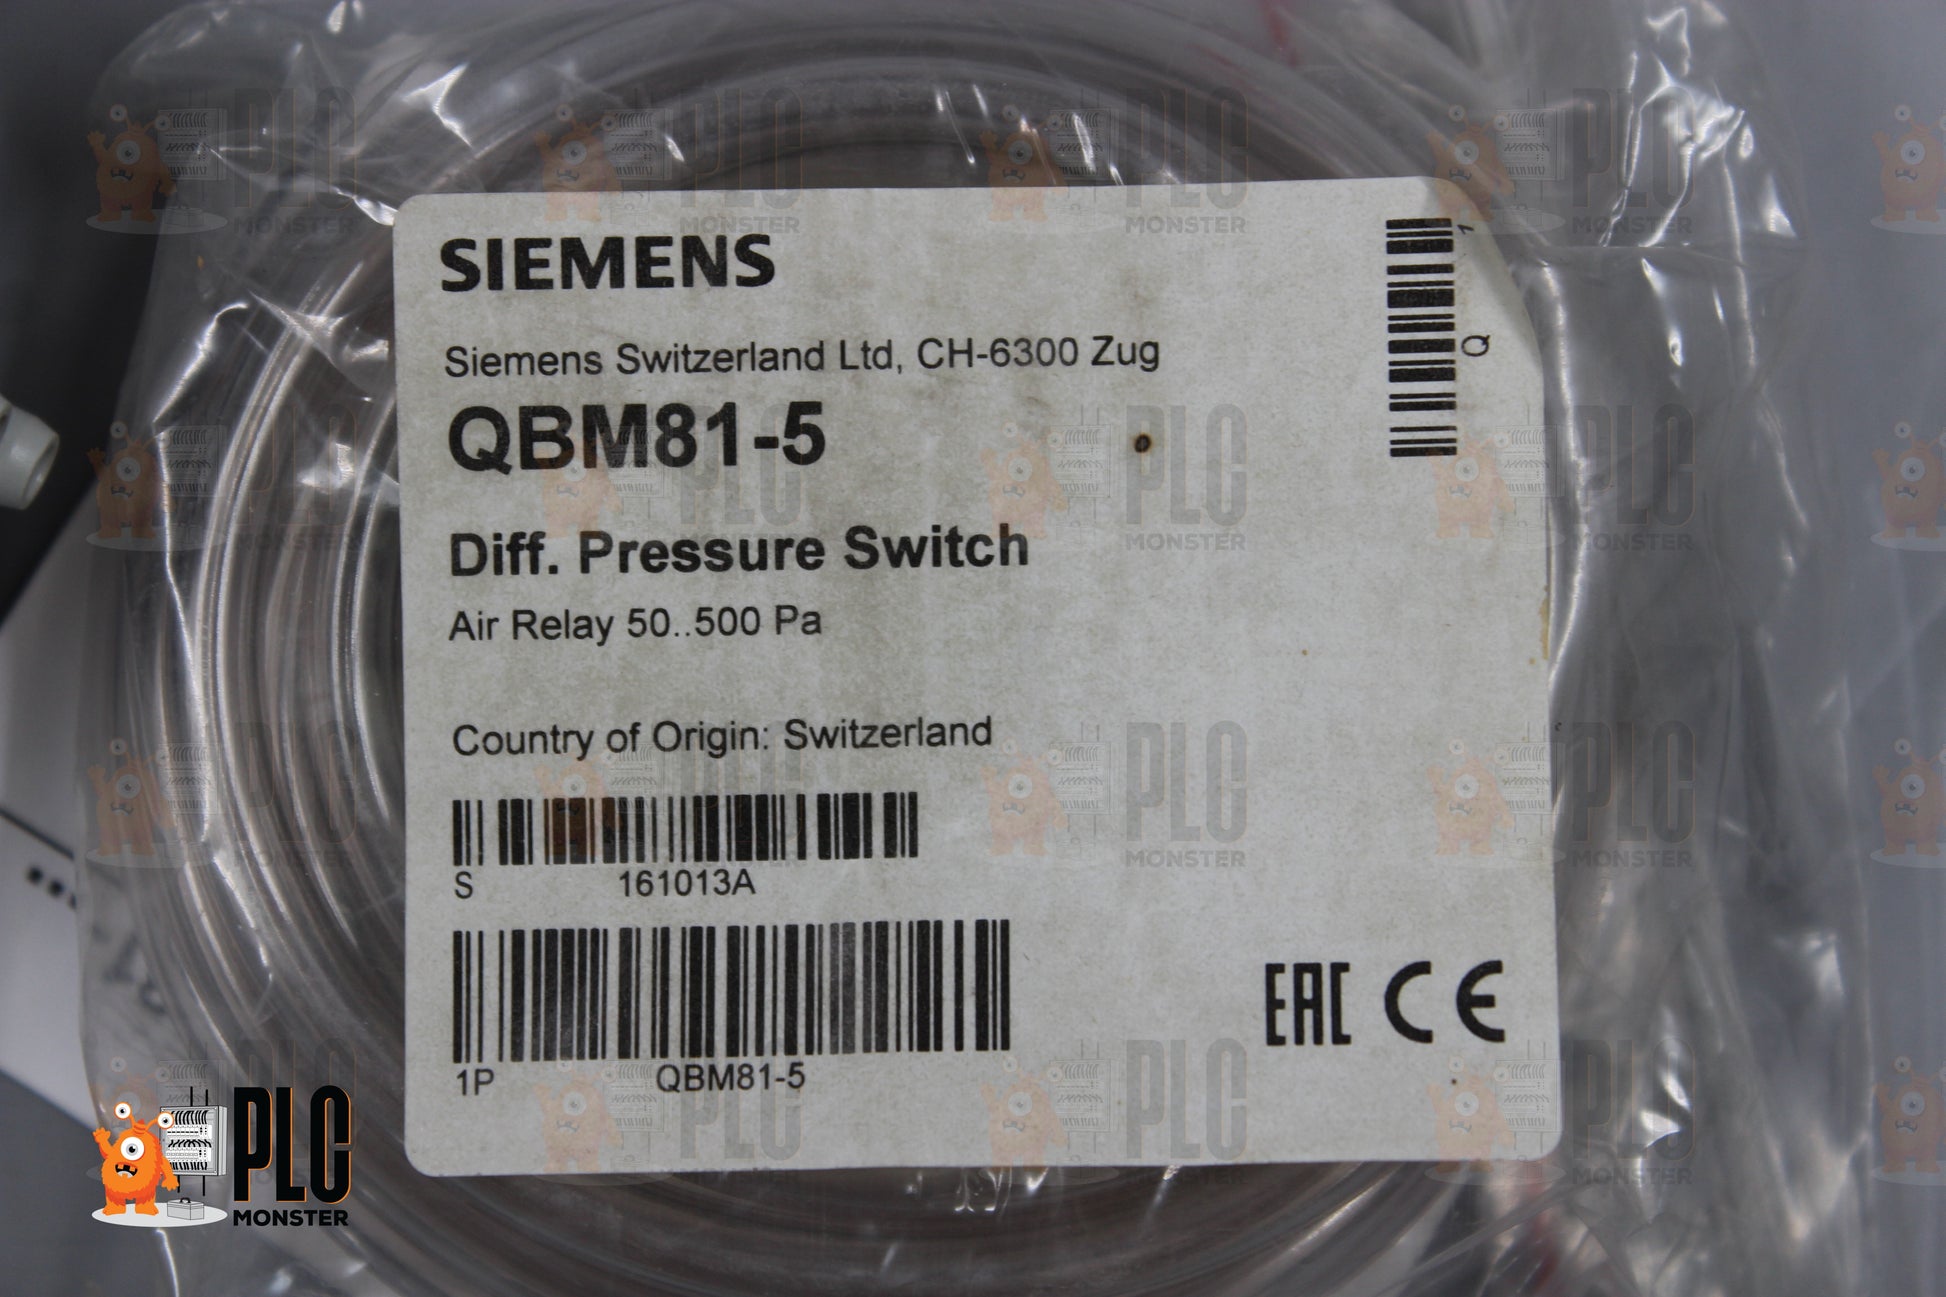 SIEMENS
Siemens Switzerland Ltd, CH-6300 Zug
QBM81-5
Diff. Pressure Switch
Air Relay 50..500 Pa
Country of Origin: Switzerland
S 161013A
1P QBM81-5
Q 1
EAC CE
PLC
MONSTER